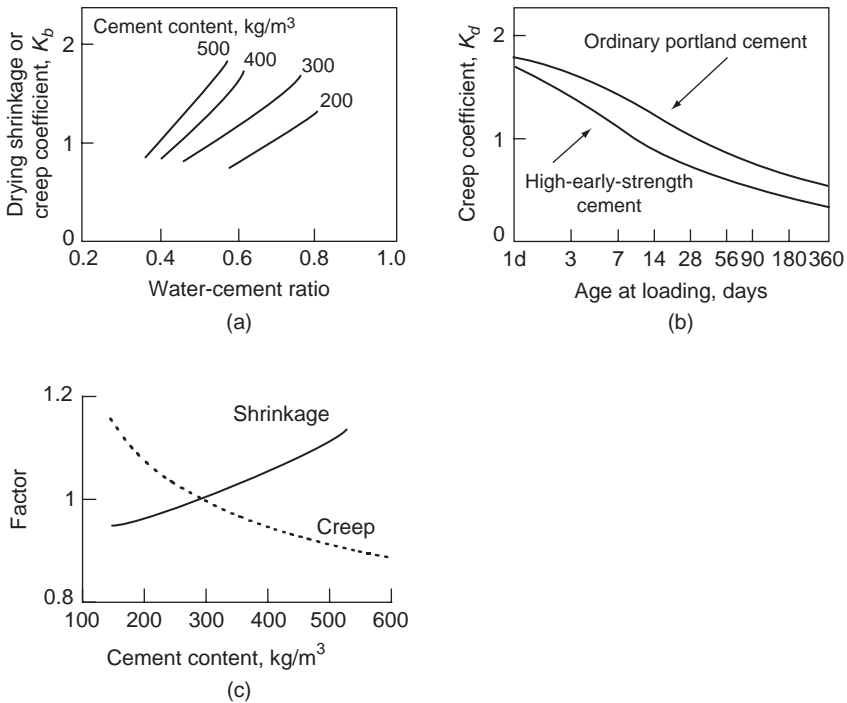 Cement content, kg/m3
500
400
300
200
Drying shrinkage or
creep coefficient, Kb
2
1
0
0.2 0.4 0.6 0.8 1.0
Water-cement ratio
(a)
Ordinary portland cement
High-early-strength
cement
Creep coefficient, Kd
2
1
0
1d 3 7 14 28 56 90 180 360
Age at loading, days
(b)
Shrinkage
Creep
Factor
1.2
1
0.8
100 200 300 400 500 600
Cement content, kg/m3
(c)